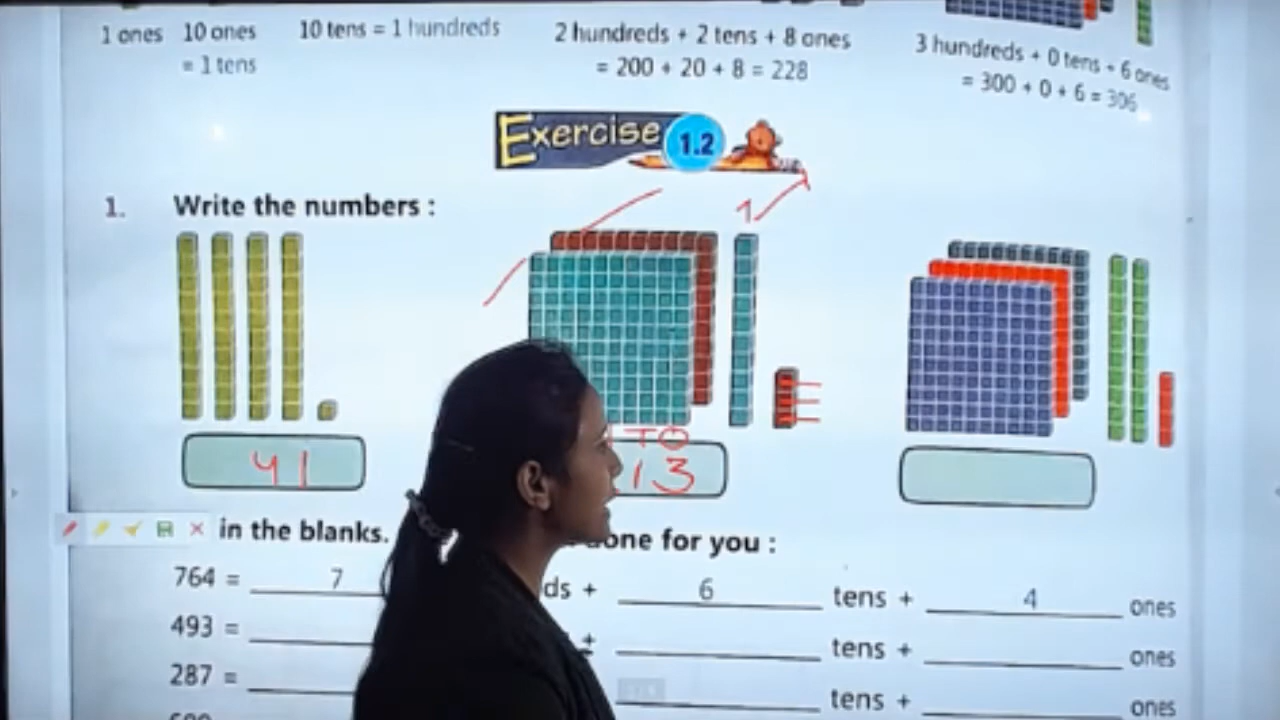 1 ones 10 ones 10 tens = 1 hundreds 2 hundreds + 2 tens + 8 ones 3 hundreds + 0 tens + 6 ones
= 1 tens = 200 + 20 + 8 = 228 = 300 + 0 + 6 = 306
Exercise 1.2
1. Write the numbers :
1
T O
41 13
in the blanks. done for you :
764 = 7 ds + 6 tens + 4 ones
493 = + tens + ones
287 = tens + ones